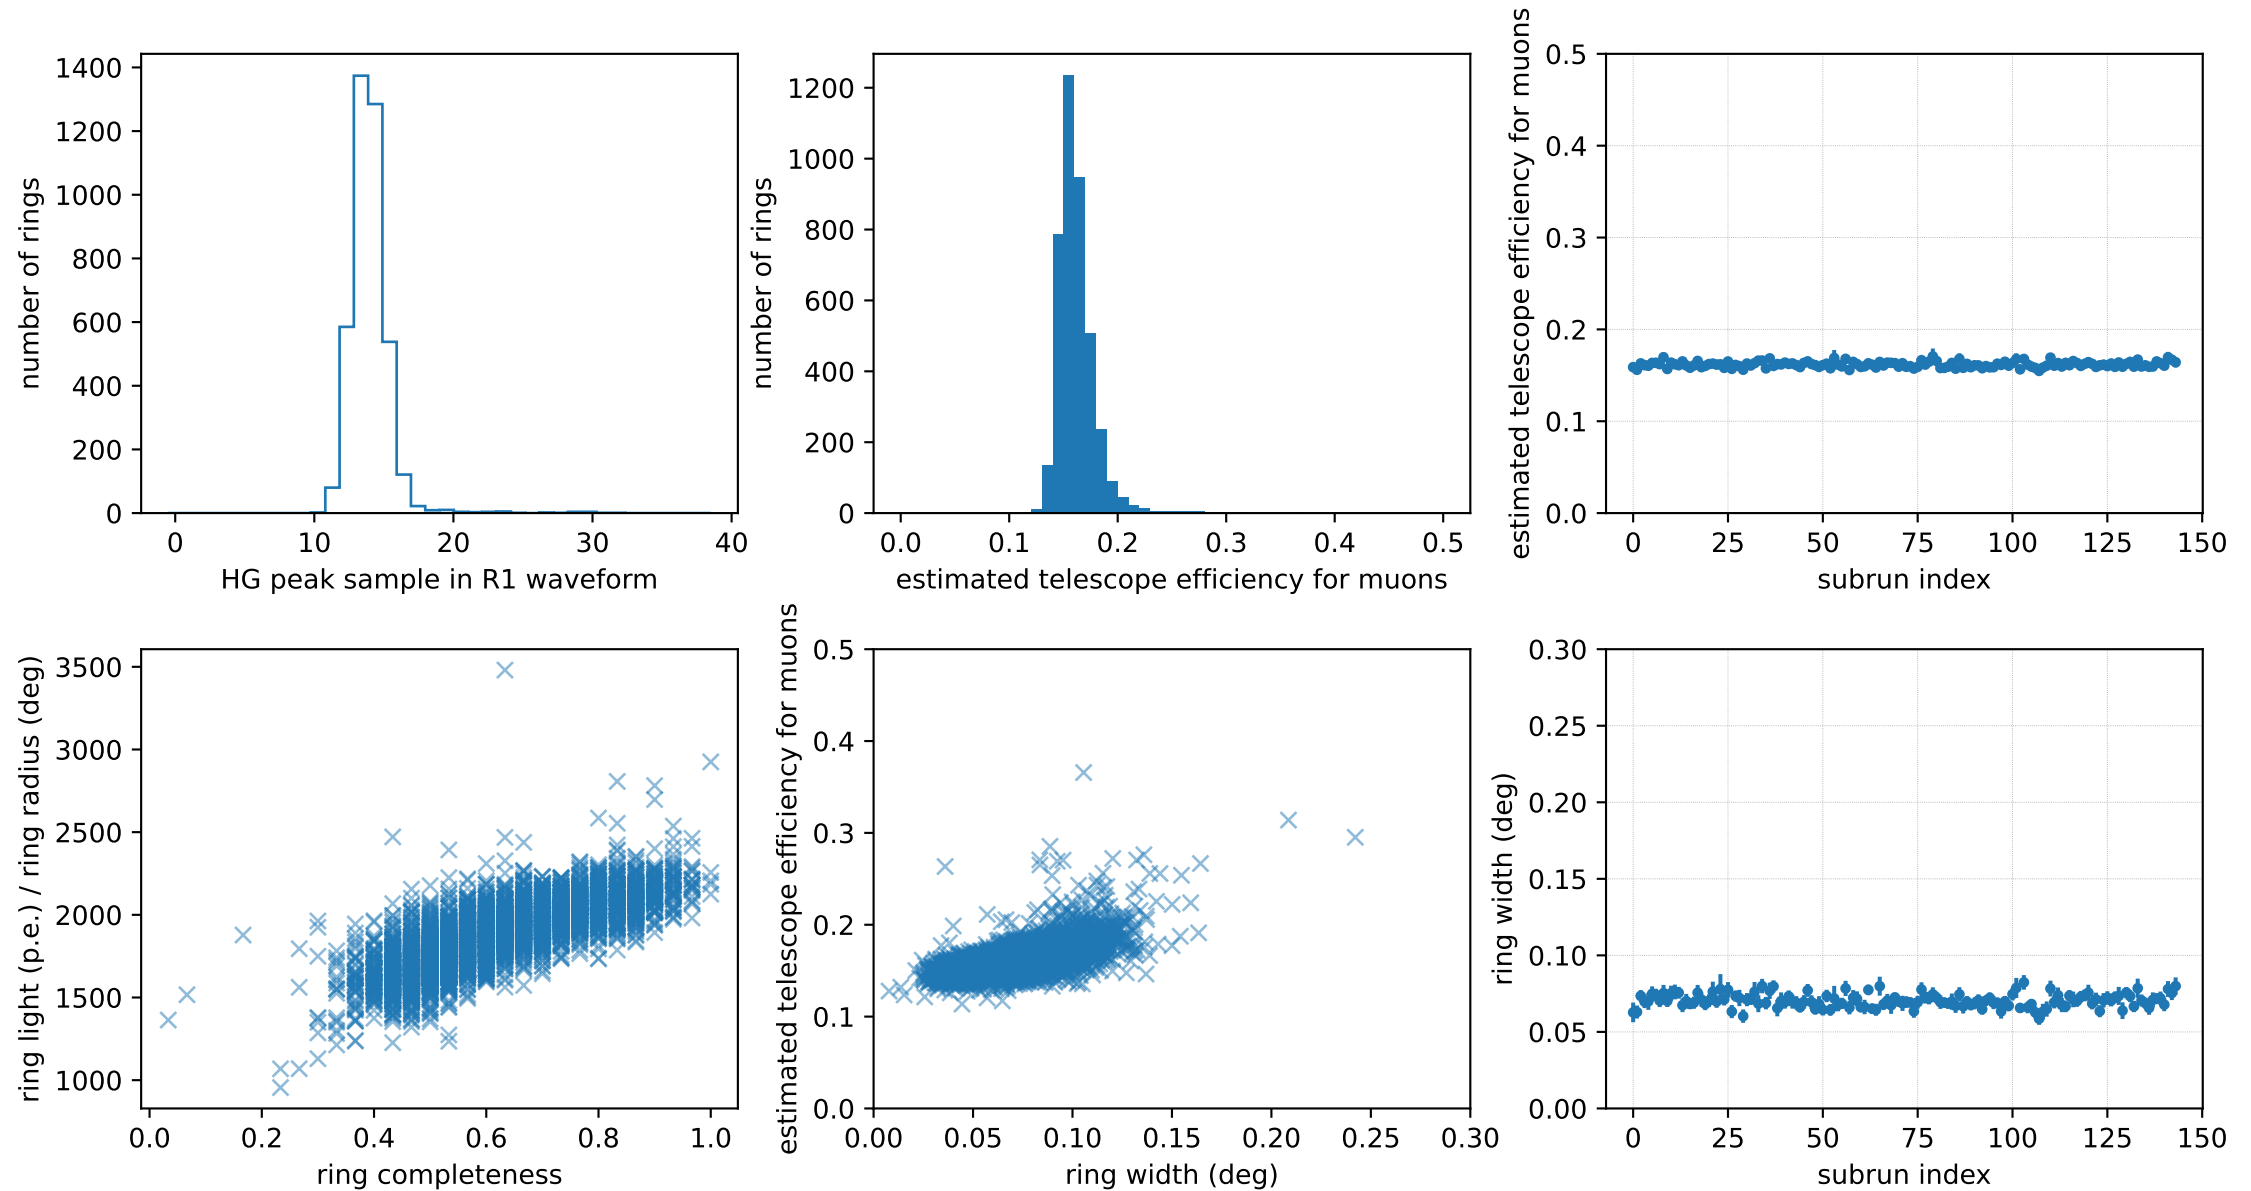 number of rings
1400
1200
1000
800
600
400
200
0
0 10 20 30 40
HG peak sample in R1 waveform
number of rings
1200
1000
800
600
400
200
0
0.0 0.1 0.2 0.3 0.4 0.5
estimated telescope efficiency for muons
estimated telescope efficiency for muons
0.5
0.4
0.3
0.2
0.1
0.0
0 25 50 75 100 125 150
subrun index
ring light (p.e.) / ring radius (deg)
3500
3000
2500
2000
1500
1000
0.0 0.2 0.4 0.6 0.8 1.0
ring completeness
estimated telescope efficiency for muons
0.5
0.4
0.3
0.2
0.1
0.0
0.00 0.05 0.10 0.15 0.20 0.25 0.30
ring width (deg)
ring width (deg)
0.30
0.25
0.20
0.15
0.10
0.05
0.00
0 25 50 75 100 125 150
subrun index